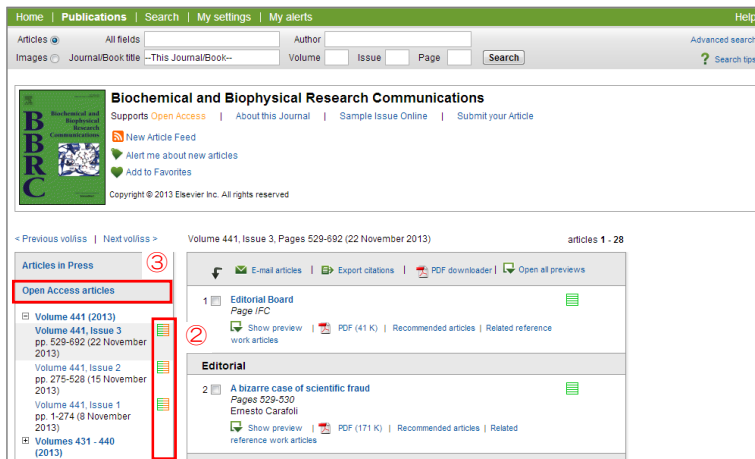 Home | Publications | Search | My settings | My alerts Help
Articles All fields Author Advanced search
Images Journal/Book title --This Journal/Book-- Volume Issue Page Search ? Search tips
Biochemical and Biophysical Research Communications
Supports Open Access | About this Journal | Sample Issue Online | Submit your Article
New Article Feed
Alert me about new articles
Add to Favorites
Copyright © 2013 Elsevier Inc. All rights reserved
BBRC
Biochemical and
Biophysical
Research
Communications
< Previous vol/iss | Next vol/iss > Volume 441, Issue 3, Pages 529-692 (22 November 2013) articles 1 - 28
Articles in Press ③
Open Access articles
Volume 441 (2013)
Volume 441, Issue 3
pp. 529-692 (22 November
2013)
Volume 441, Issue 2
pp. 275-528 (15 November
2013)
Volume 441, Issue 1
pp. 1-274 (8 November
2013)
Volumes 431 - 440
(2013)
②
E-mail articles | Export citations | PDF downloader | Open all previews
1 Editorial Board
Page IFC
Show preview | PDF (41 K) | Recommended articles | Related reference
work articles
Editorial
2 A bizarre case of scientific fraud
Pages 529-530
Ernesto Carafoli
Show preview | PDF (171 K) | Recommended articles | Related
reference work articles